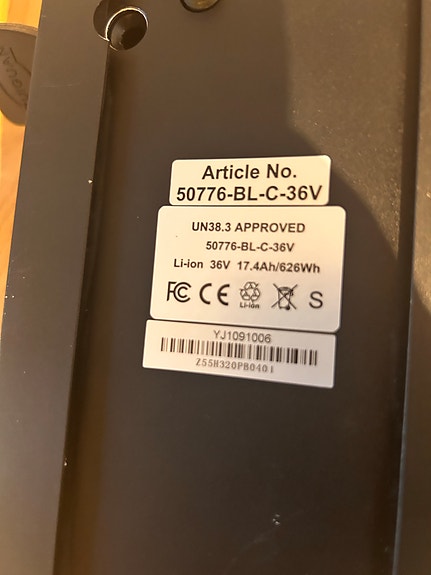 Article No.
50776-BL-C-36V
UN38.3 APPROVED
50776-BL-C-36V
Li-ion 36V 17.4Ah/626Wh
FC CE Li-ion S
YJ1091006
Z55H320PB0401